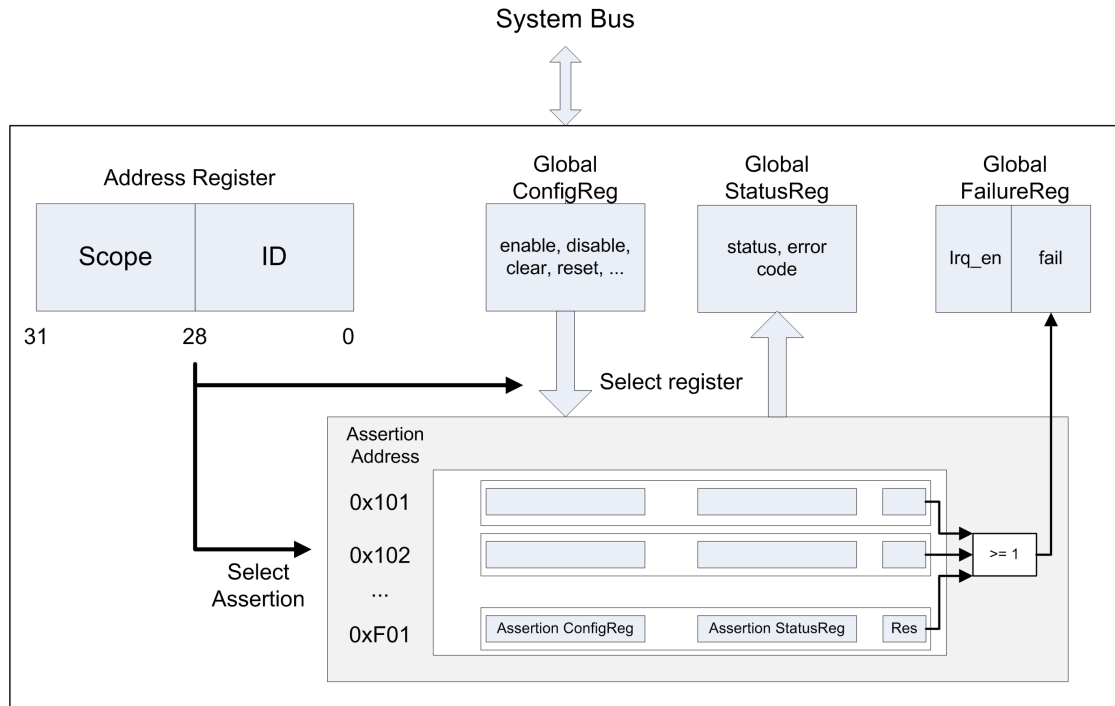 System Bus
Address Register
Scope
ID
31
28
0
Global
ConfigReg
enable, disable,
clear, reset, ...
Global
StatusReg
status, error
code
Global
FailureReg
Irq_en
fail
Select register
Select
Assertion
Assertion
Address
0x101
0x102
...
0xF01
Assertion ConfigReg
Assertion StatusReg
Res
>= 1